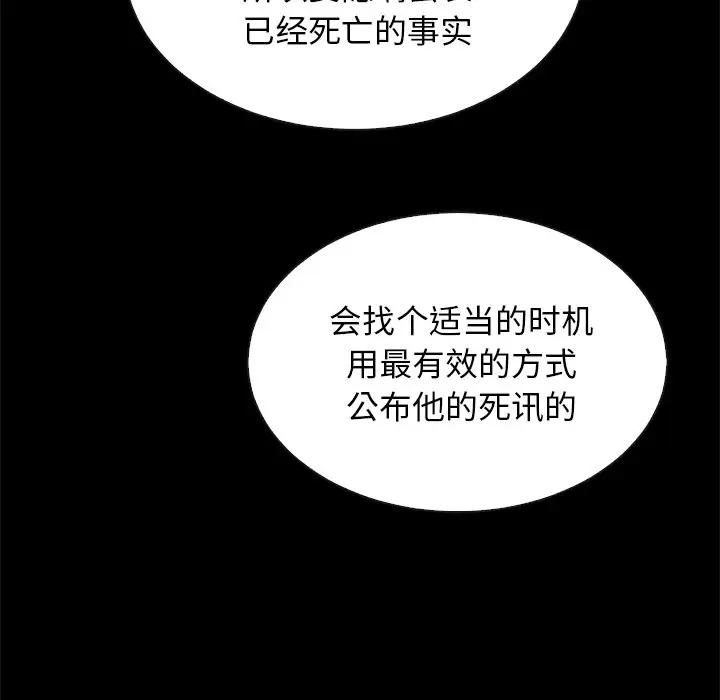 已经死亡的事实
会找个适当的时机
用最有效的方式
公布他的死讯的